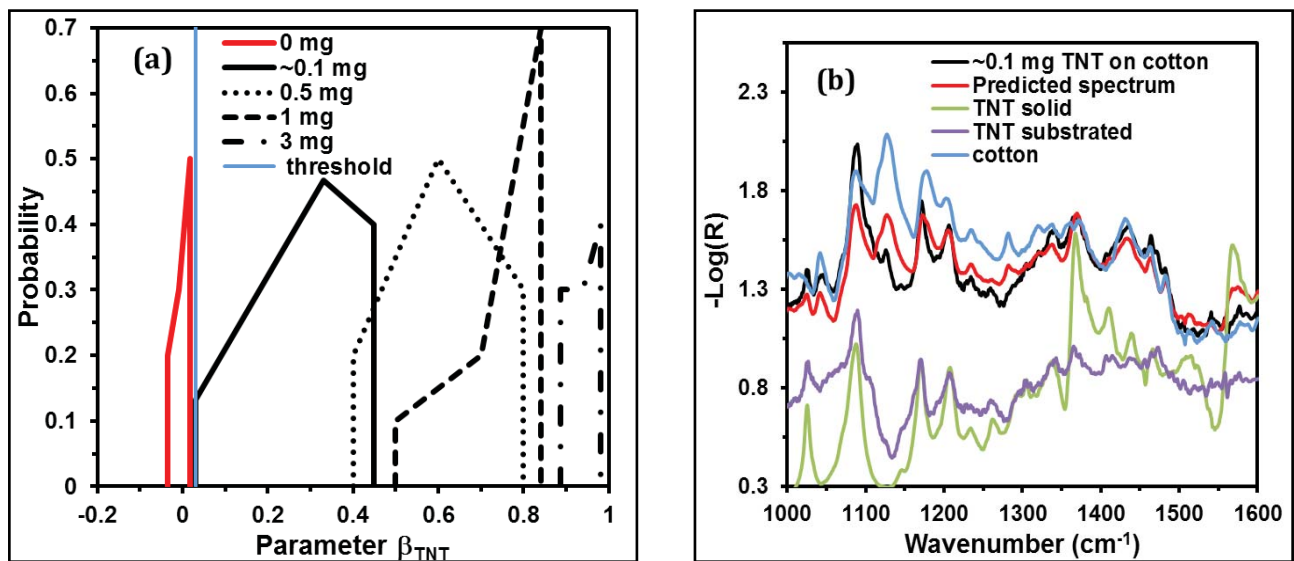 (a)
0 mg
~0.1 mg
0.5 mg
1 mg
3 mg
threshold
0.7
0.6
0.5
0.4
0.3
0.2
0.1
0
Probability
-0.2
0
0.2
0.4
0.6
0.8
1
Parameter βTNT
(b)
~0.1 mg TNT on cotton
Predicted spectrum
TNT solid
TNT substrated
cotton
2.3
1.8
1.3
0.8
0.3
-Log(R)
1000
1100
1200
1300
1400
1500
1600
Wavenumber (cm-1)